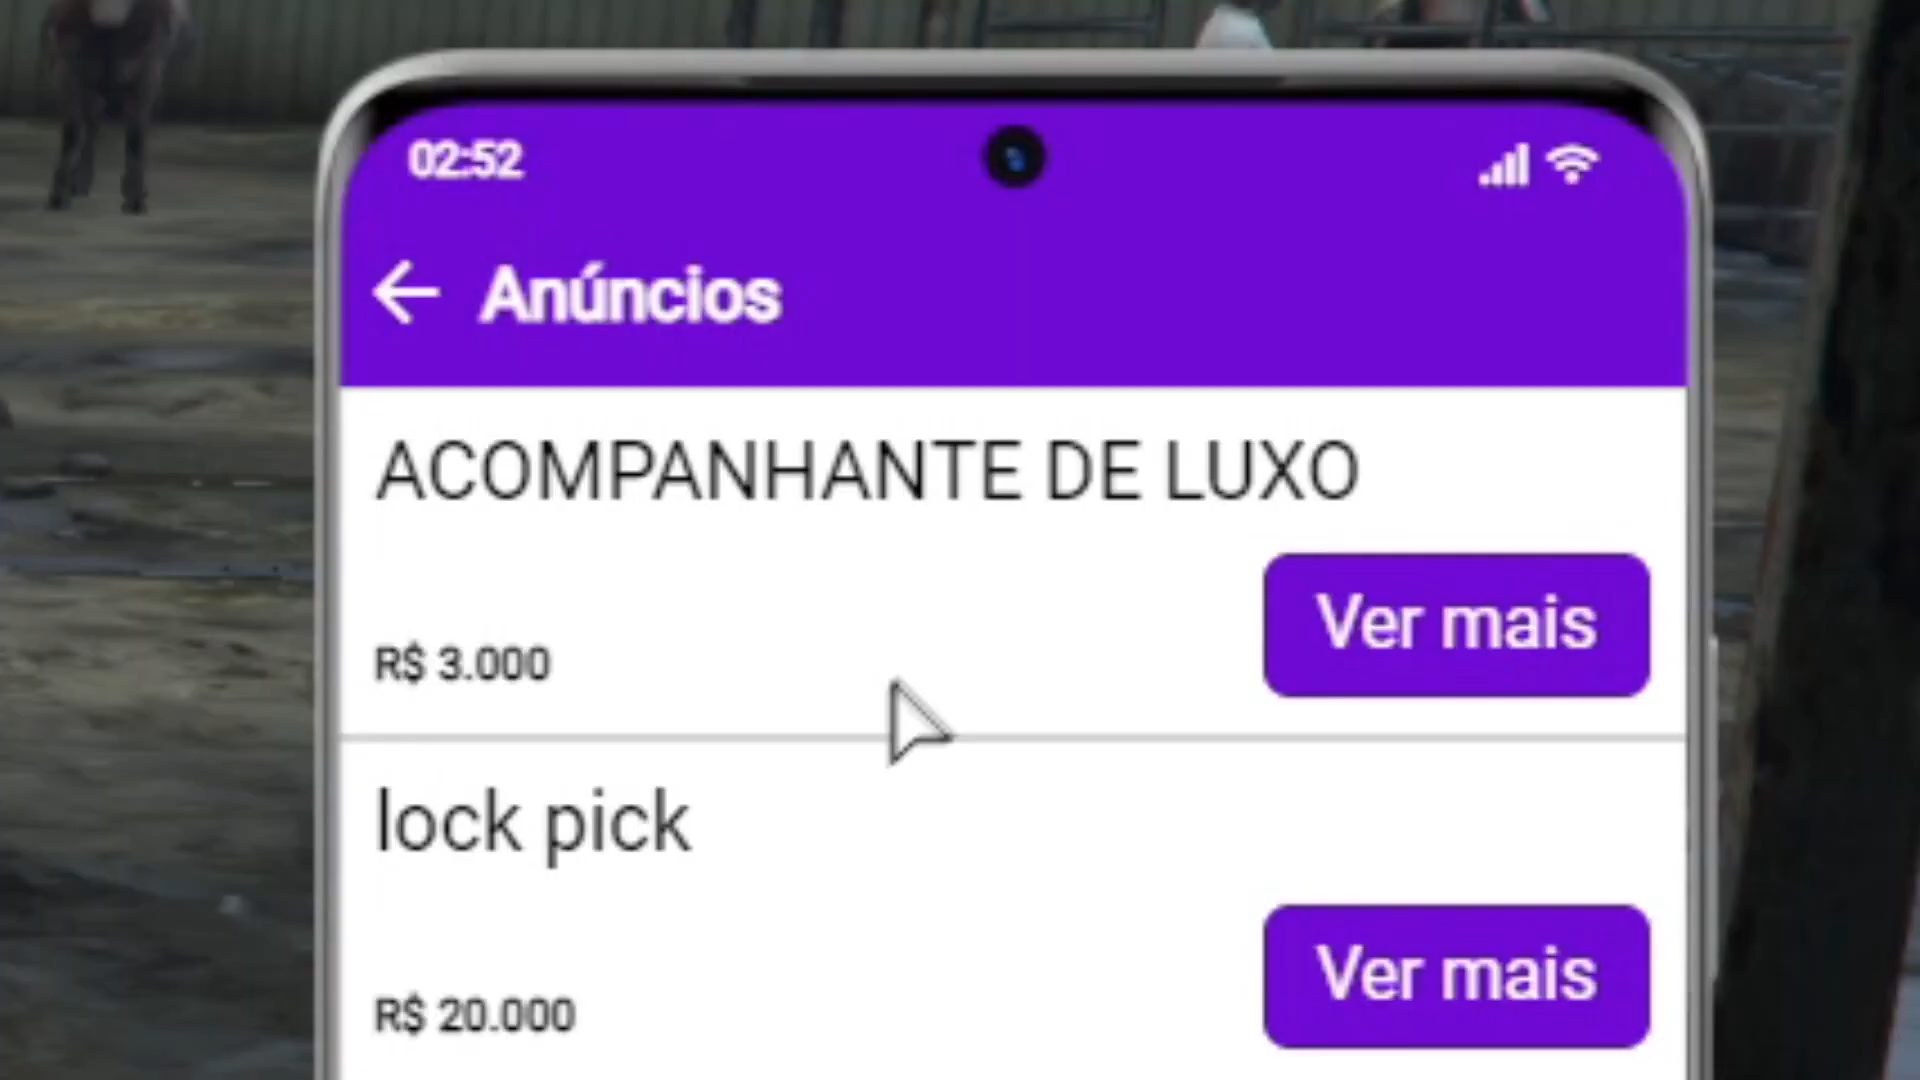 02:52
Anúncios
ACOMPANHANTE DE LUXO
Ver mais
R$ 3.000
lock pick
Ver mais
R$ 20.000